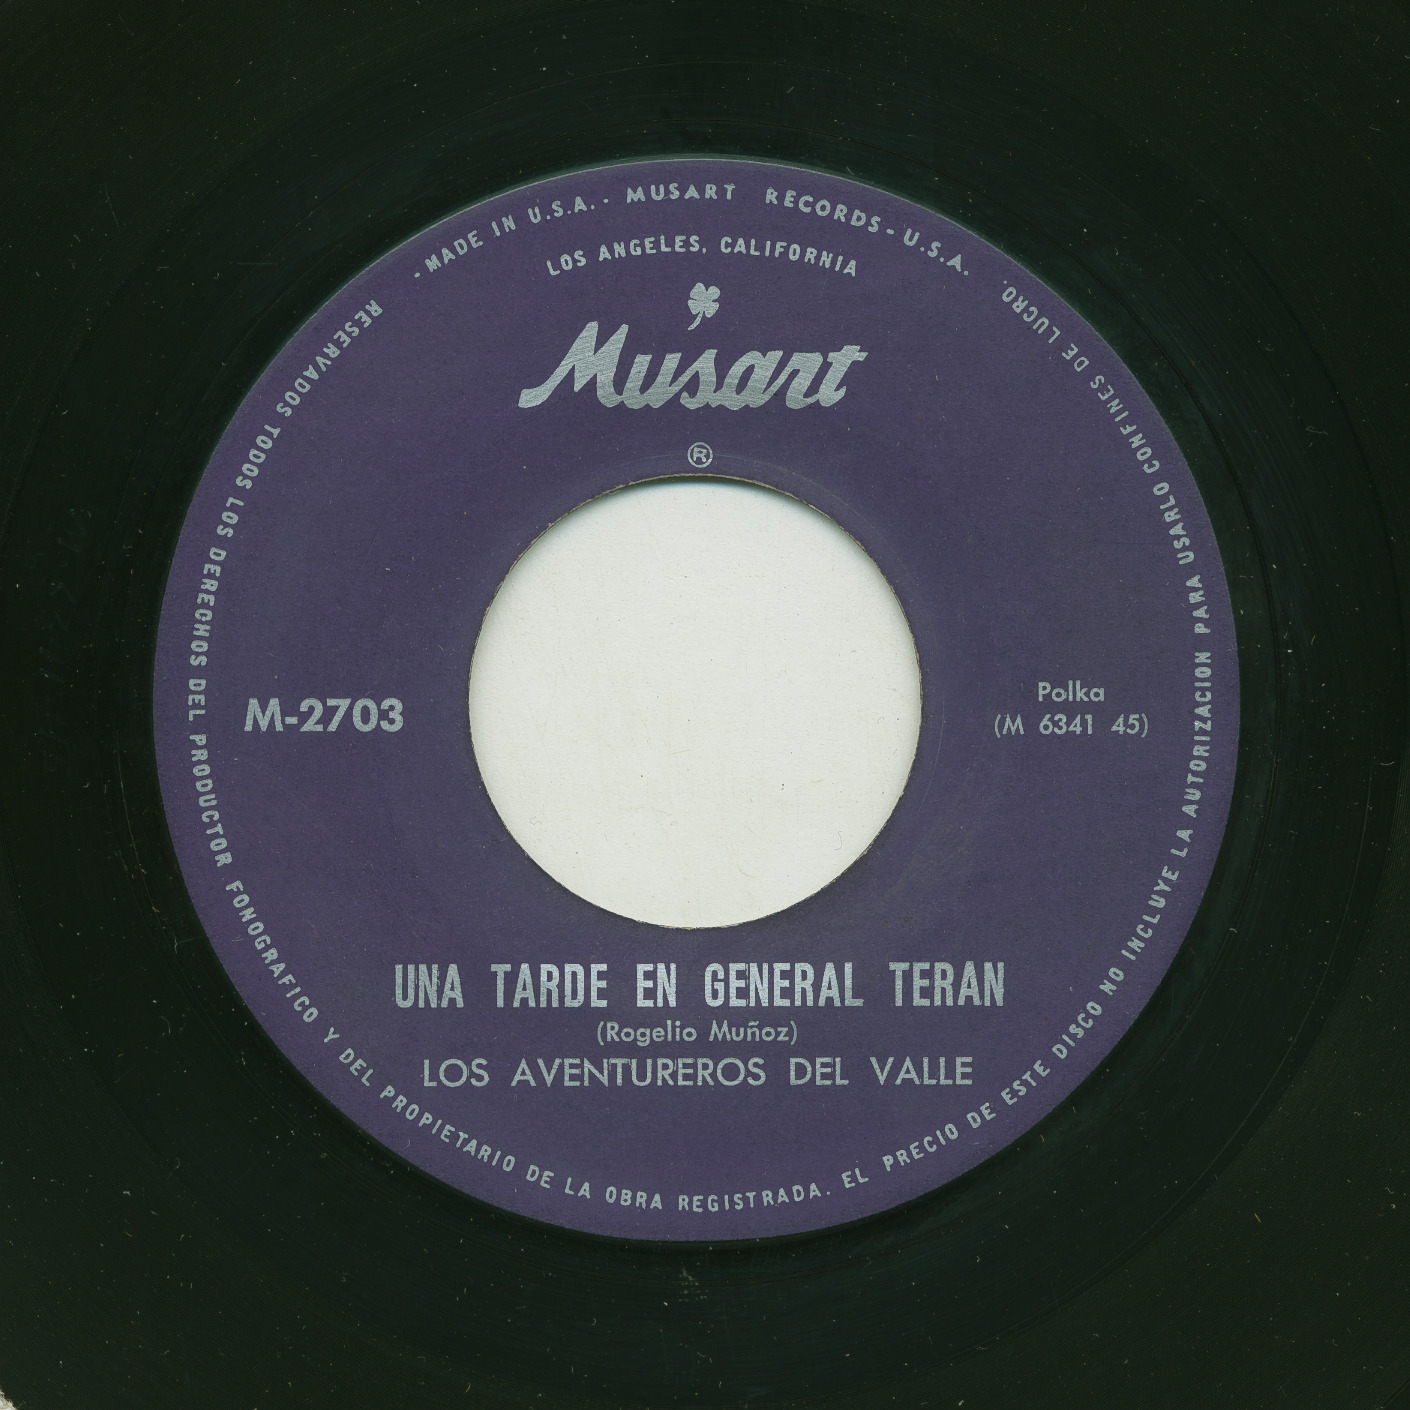 - MADE IN U.S.A. - MUSART RECORDS - U.S.A.
LOS ANGELES, CALIFORNIA
Musart
®
M-2703
Polka
(M 6341 45)
UNA TARDE EN GENERAL TERAN
(Rogelio Muñoz)
LOS AVENTUREROS DEL VALLE
RESERVADOS TODOS LOS DERECHOS DEL PRODUCTOR FONOGRAFICO Y DEL PROPIETARIO DE LA OBRA REGISTRADA. EL PRECIO DE ESTE DISCO NO INCLUYE LA AUTORIZACION PARA USARLO CONFINES DE LUCRO.